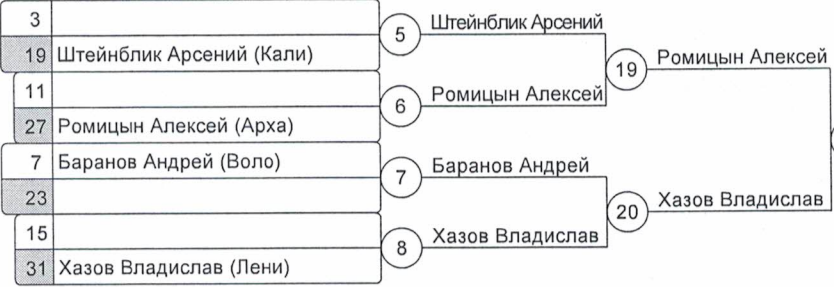 3
19 Штейнблик Арсений (Кали)
5
Штейнблик Арсений
11
27 Ромицын Алексей (Арха)
6
Ромицын Алексей
19
Ромицын Алексей
7 Баранов Андрей (Воло)
23
7
Баранов Андрей
15
31 Хазов Владислав (Лени)
8
Хазов Владислав
20
Хазов Владислав